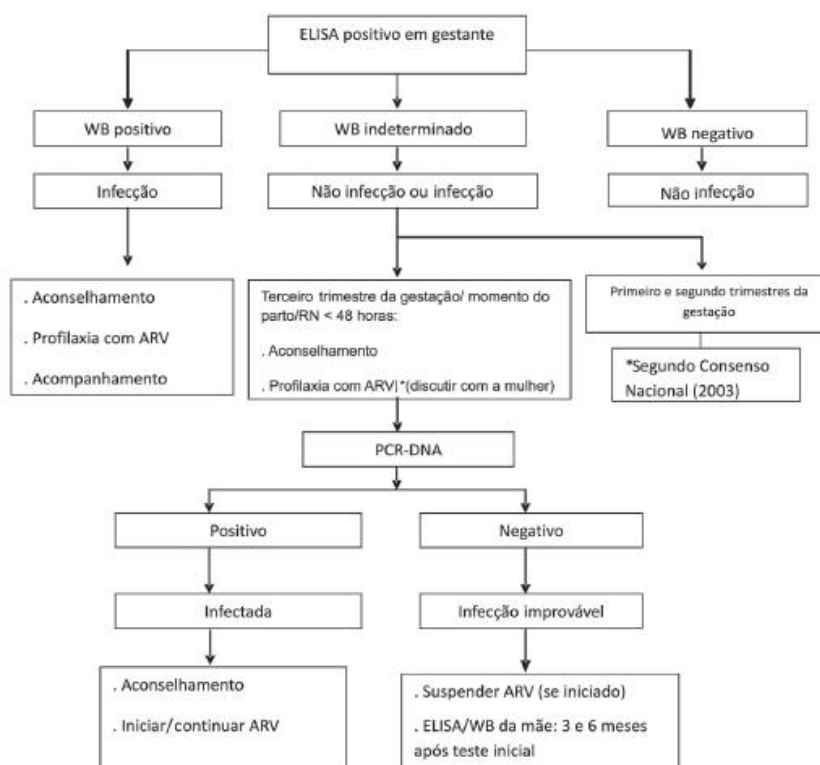 ELISA positivo em gestante
WB positivo
WB indeterminado
WB negativo
Infecção
Não infecção ou infecção
Não infecção
. Aconselhamento
. Profilaxia com ARV
. Acompanhamento
Terceiro trimestre da gestação/ momento do
parto/RN < 48 horas:
. Aconselhamento
. Profilaxia com ARV| *(discutir com a mulher)
Primeiro e segundo trimestres da
gestação
*Segundo Consenso
Nacional (2003)
PCR-DNA
Positivo
Negativo
Infectada
Infecção improvável
. Aconselhamento
. Iniciar/continuar ARV
. Suspender ARV (se iniciado)
. ELISA/WB da mãe: 3 e 6 meses
após teste inicial